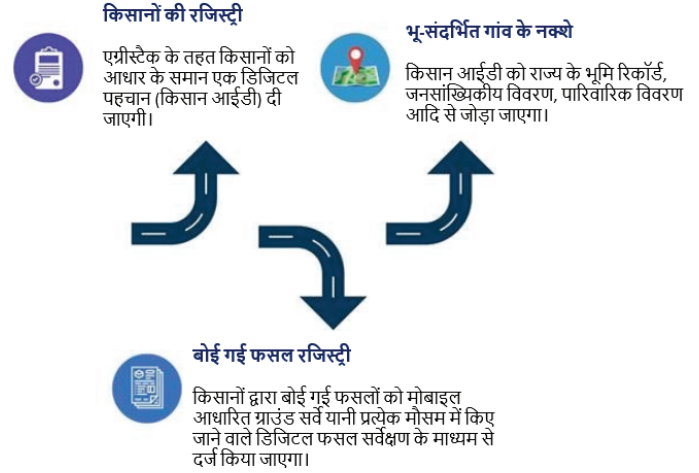 किसानों की रजिस्ट्री
एग्रीस्टैक के तहत किसानों को
आधार के समान एक डिजिटल
पहचान (किसान आईडी) दी
जाएगी।
भू-संदर्भित गांव के नक्शे
किसान आईडी को राज्य के भूमि रिकॉर्ड,
जनसांख्यिकीय विवरण, पारिवारिक विवरण
आदि से जोड़ा जाएगा।
बोई गई फसल रजिस्ट्री
किसानों द्वारा बोई गई फसलों को मोबाइल
आधारित ग्राउंड सर्वे यानी प्रत्येक मौसम में किए
जाने वाले डिजिटल फसल सर्वेक्षण के माध्यम से
दर्ज किया जाएगा।